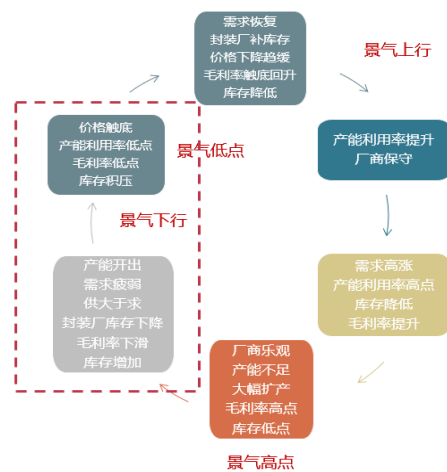 需求恢复
封装厂补库存
价格下降趋缓
毛利率触底回升
库存降低
景气上行
产能利用率提升
厂商保守
需求高涨
产能利用率高点
库存降低
毛利率提升
厂商乐观
产能不足
大幅扩产
毛利率高点
库存低点
景气高点
产能开出
需求疲弱
供大于求
封装厂库存下降
毛利率下滑
库存增加
景气下行
价格触底
产能利用率低点
毛利率低点
库存积压
景气低点